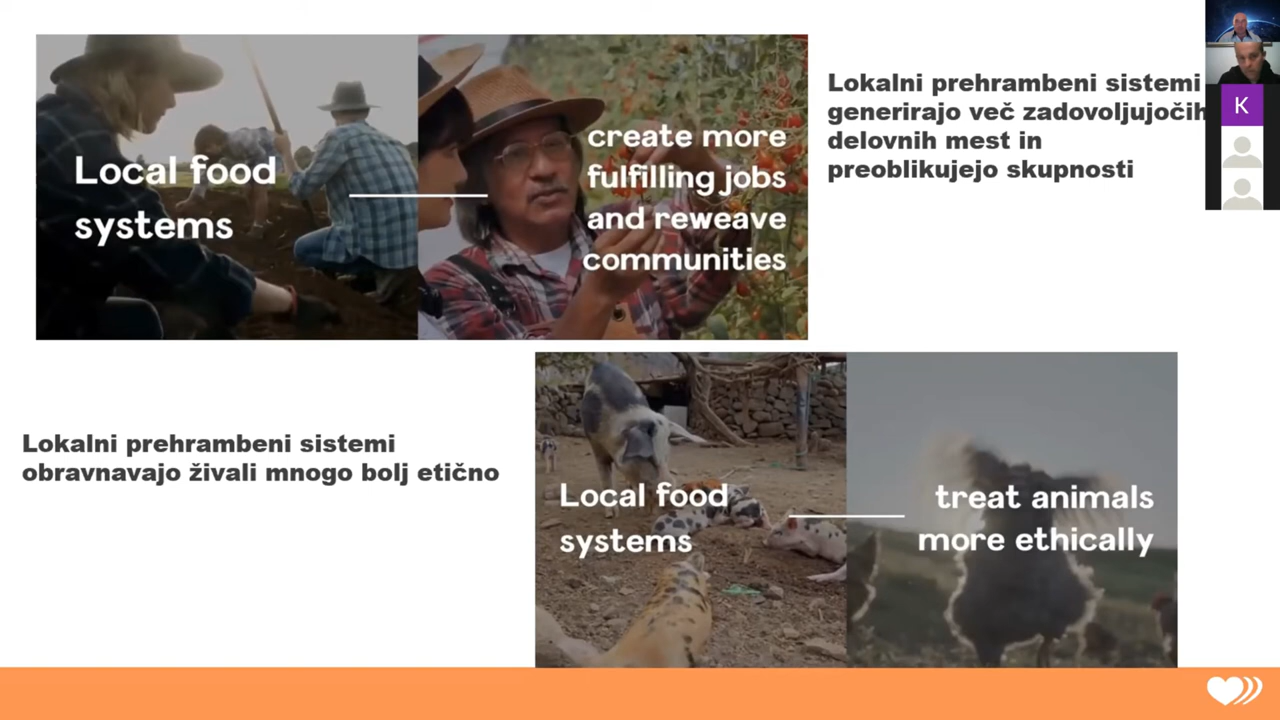 Local food
systems
create more
fulfilling jobs
and reweave
communities
Lokalni prehrambeni sistemi
generirajo več zadovoljujočih
delovnih mest in
preoblikujejo skupnosti
K
Lokalni prehrambeni sistemi
obravnavajo živali mnogo bolj etično
Local food
systems
treat animals
more ethically